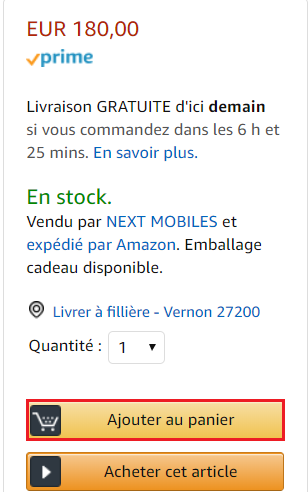 EUR 180,00
prime
Livraison GRATUITE d'ici demain
si vous commandez dans les 6 h et
25 mins. En savoir plus.
En stock.
Vendu par NEXT MOBILES et
expédié par Amazon. Emballage
cadeau disponible.
Livrer à fillière - Vernon 27200
Quantité : 1
Ajouter au panier
Acheter cet article